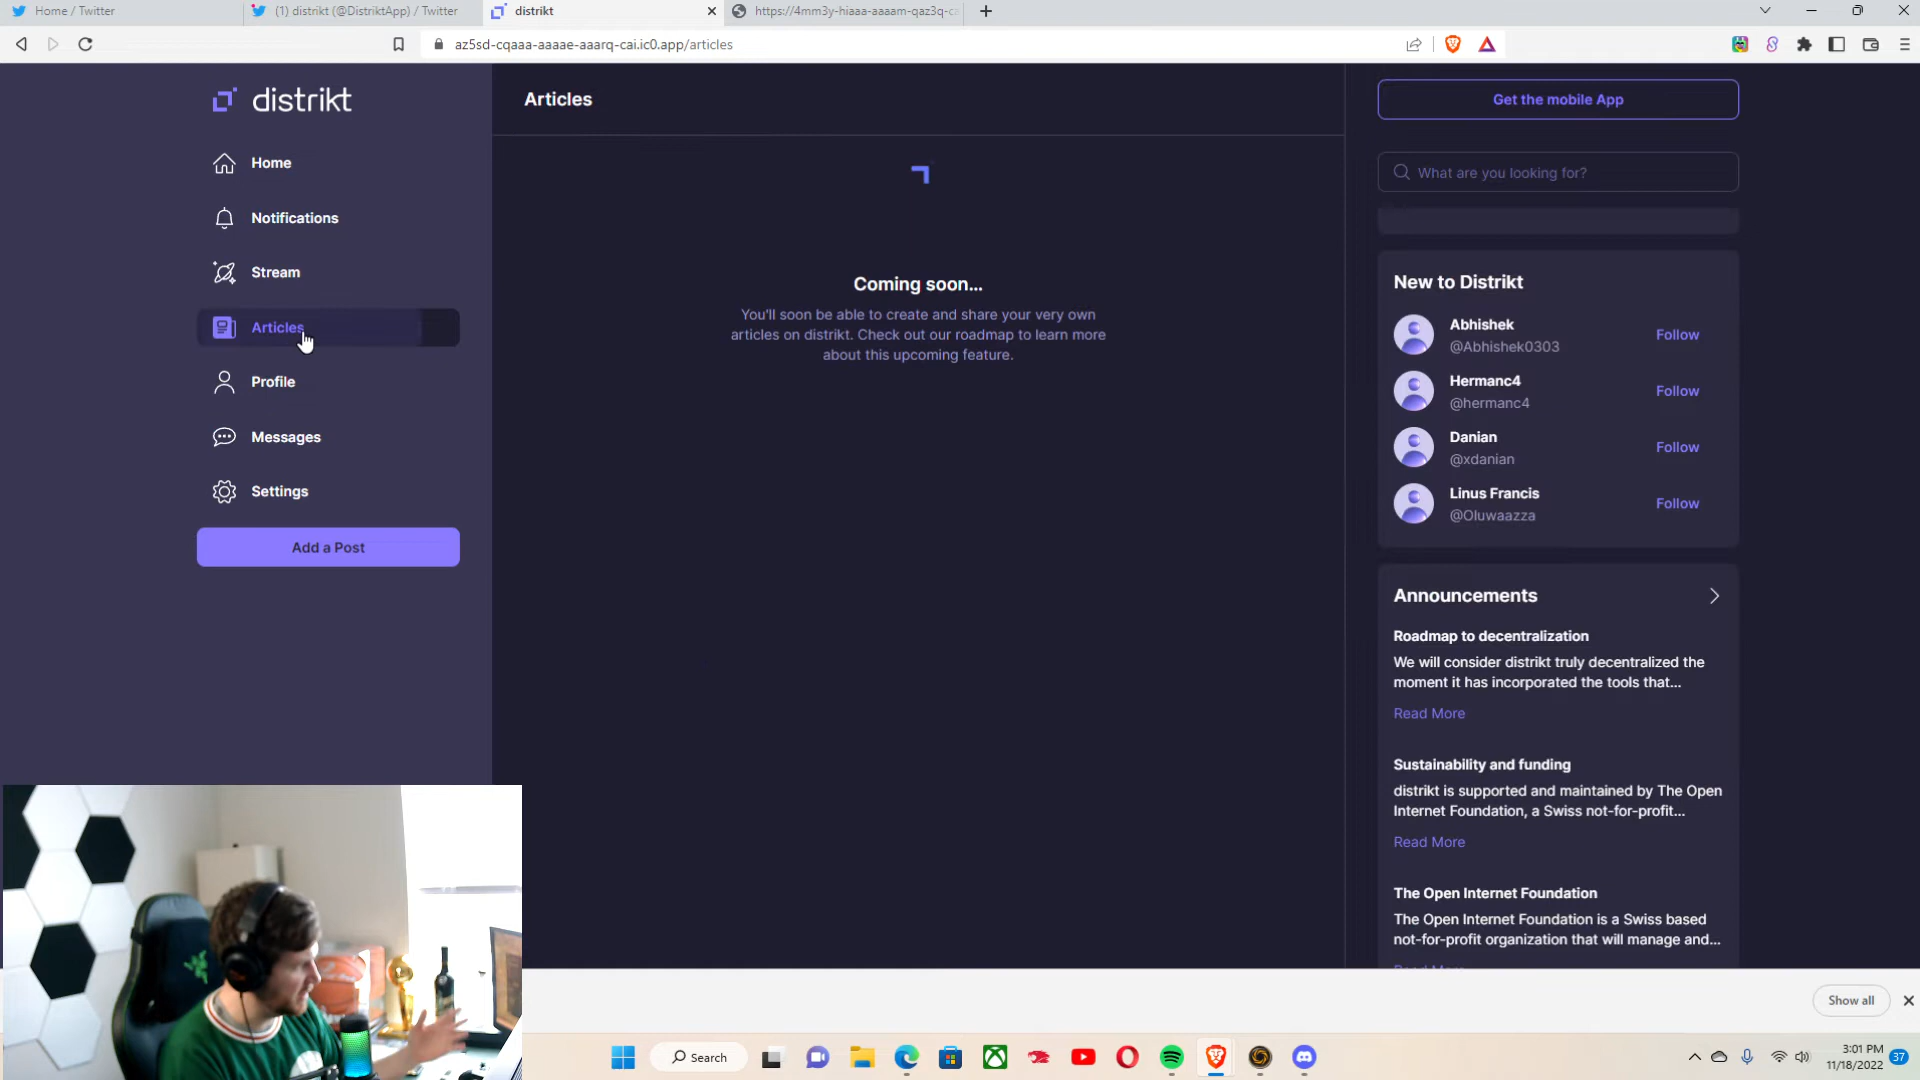 Home / Twitter
(1) distrikt (@DistriktApp) / Twitter
distrikt
https://4mm3y-hiaaa-aaaam-qaz3q-ca
az5sd-cqaaa-aaaae-aaarq-cai.ic0.app/articles
distrikt
Home
Notifications
Stream
Articles
Profile
Messages
Settings
Add a Post
Articles
Coming soon...
You'll soon be able to create and share your very own
articles on distrikt. Check out our roadmap to learn more
about this upcoming feature.
Get the mobile App
What are you looking for?
New to Distrikt
Abhishek
@Abhishek0303
Follow
Hermanc4
@hermanc4
Follow
Danian
@xdanian
Follow
Linus Francis
@Oluwaazza
Follow
Announcements
Roadmap to decentralization
We will consider distrikt truly decentralized the
moment it has incorporated the tools that...
Read More
Sustainability and funding
distrikt is supported and maintained by The Open
Internet Foundation, a Swiss not-for-profit...
Read More
The Open Internet Foundation
The Open Internet Foundation is a Swiss based
not-for-profit organization that will manage and...
Read More
Show all
Search
3:01 PM
11/18/2022
37